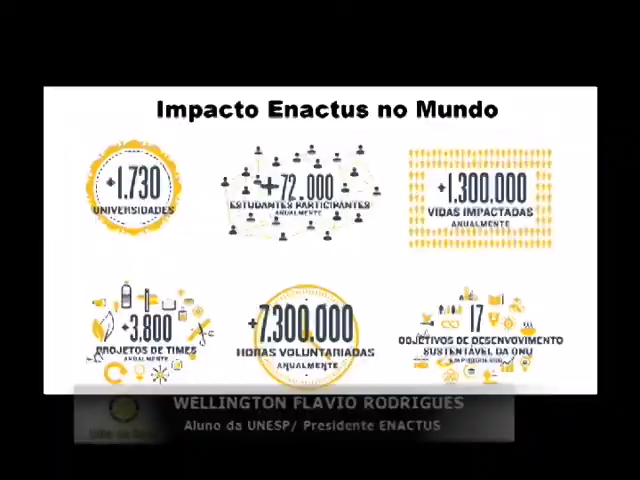 Impacto Enactus no Mundo
+1.730
UNIVERSIDADES
+72.000
ESTUDANTES PARTICIPANTES
ANUALMENTE
+1.300.000
VIDAS IMPACTADAS
ANUALMENTE
+3.800
PROJETOS DE TIMES
ANUALMENTE
+7.300.000
HORAS VOLUNTARIADAS
ANUALMENTE
17
OBJETIVOS DE DESENVOVIMENTO
SUSTENTÁVEL DA ONU
WELLINGTON FLAVIO RODRIGUES
Aluno da UNESP/ Presidente ENACTUS